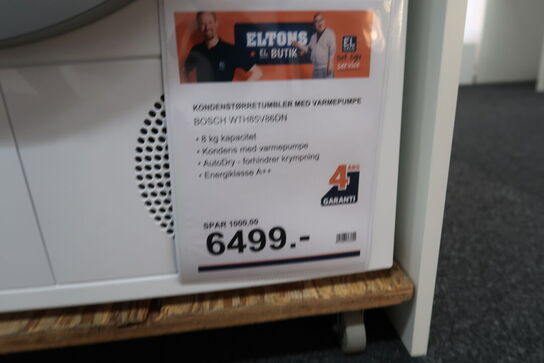 ELTONS
EL BUTIK
KONDENSTØRRETUMBLER MED VARMEPUMPE
BOSCH WTH85V86DN
• 8 kg kapacitet
• Kondens med varmepumpe
• AutoDry - forhindrer krympning
• Energiklasse A++
4 ÅRS
GARANTI
SPAR 1000,00
6499.-